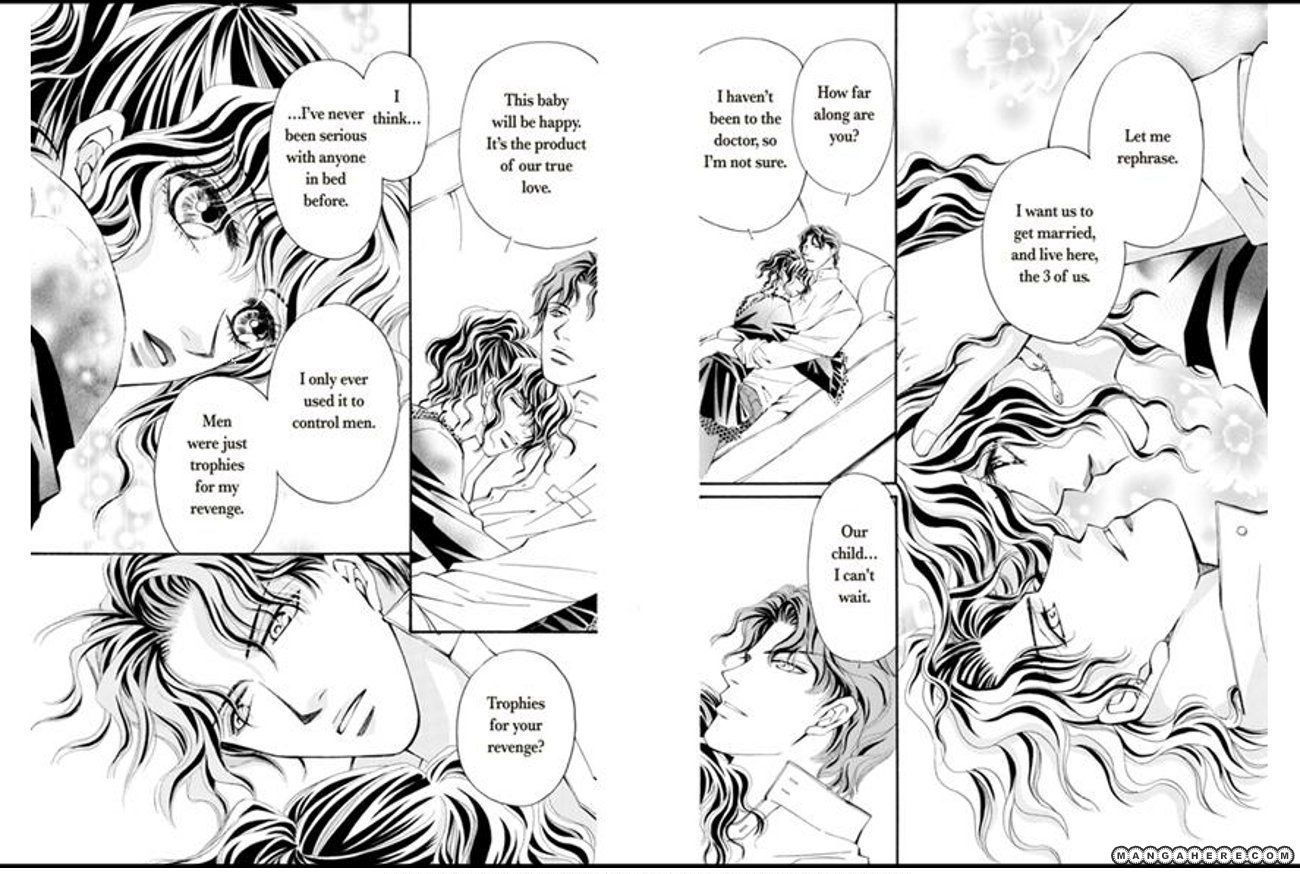 Let me
rephrase.
I want us to
get married,
and live here,
the 3 of us.
How far
along are
you?
I haven't
been to the
doctor, so
I'm not sure.
Our
child...
I can't
wait.
This baby
will be happy.
It's the product
of our true
love.
I
think...
...I've never
been serious
with anyone
in bed
before.
I only ever
used it to
control men.
Men
were just
trophies
for my
revenge.
Trophies
for your
revenge?
MANGAHERE.COM